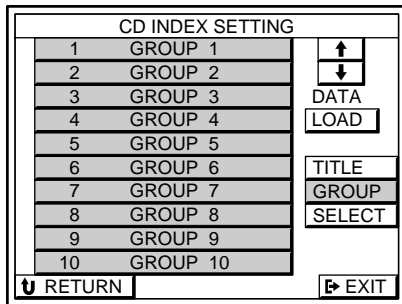 CD INDEX SETTING
1 GROUP 1
2 GROUP 2
3 GROUP 3
4 GROUP 4
5 GROUP 5
6 GROUP 6
7 GROUP 7
8 GROUP 8
9 GROUP 9
10 GROUP 10
DATA
LOAD
TITLE
GROUP
SELECT
RETURN
EXIT